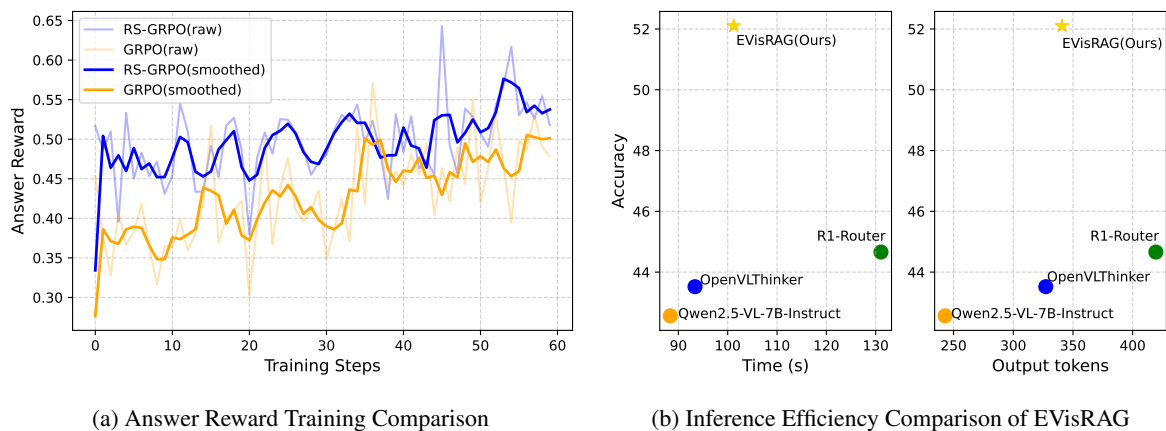 RS-GRPO(raw)
GRPO(raw)
RS-GRPO(smoothed)
GRPO(smoothed)
Answer Reward
0.65
0.60
0.55
0.50
0.45
0.40
0.35
0.30
0 10 20 30 40 50 60
Training Steps
(a) Answer Reward Training Comparison
Accuracy
52
50
48
46
44
EVisRAG(Ours)
R1-Router
OpenVLThinker
Qwen2.5-VL-7B-Instruct
90 100 110 120 130
Time (s)
52
50
48
46
44
EVisRAG(Ours)
R1-Router
OpenVLThinker
Qwen2.5-VL-7B-Instruct
250 300 350 400
Output tokens
(b) Inference Efficiency Comparison of EVisRAG